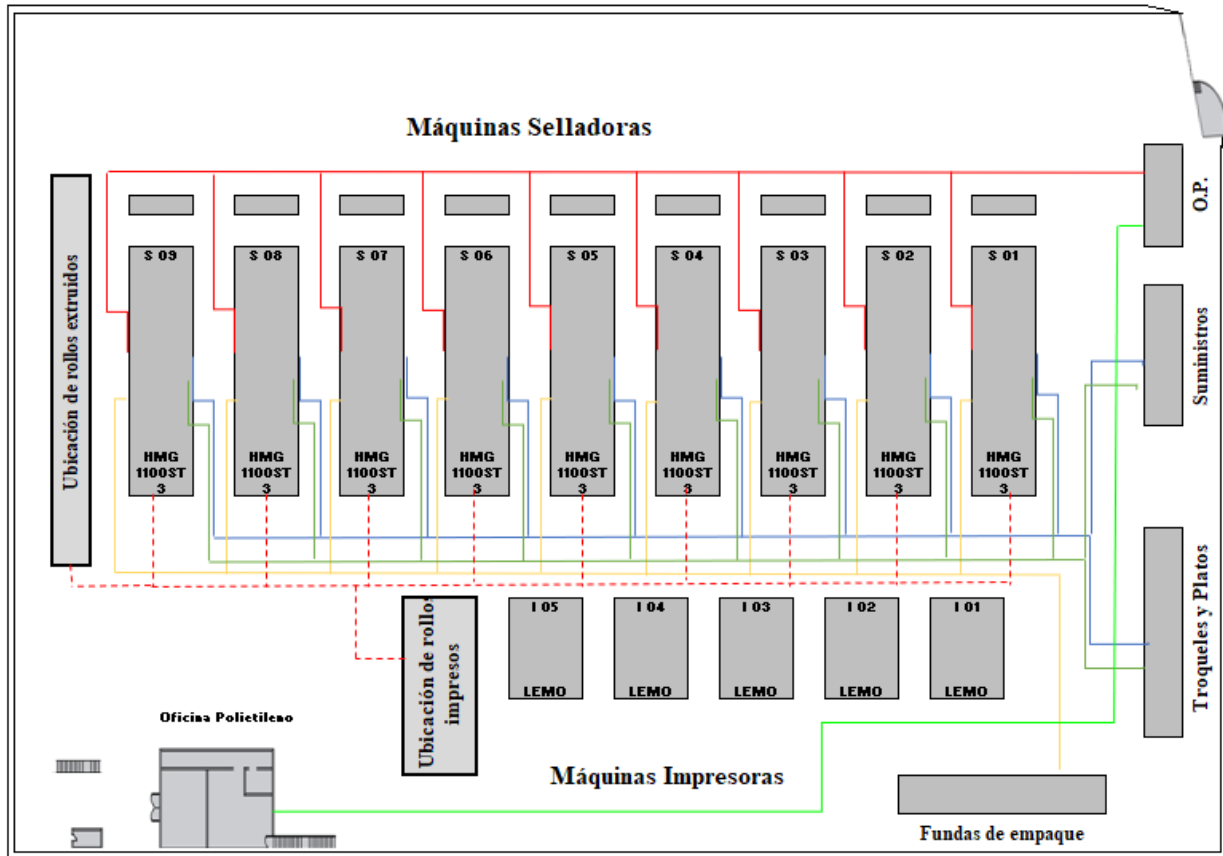 Máquinas Selladoras
O.P.
Ubicación de rollos extruidos
S 09
S 08
S 07
S 06
S 05
S 04
S 03
S 02
S 01
Suministros
HMG
1100ST
3
HMG
1100ST
3
HMG
1100ST
3
HMG
1100ST
3
HMG
1100ST
3
HMG
1100ST
3
HMG
1100ST
3
HMG
1100ST
3
HMG
1100ST
3
Troqueles y Platos
Ubicación de rollos
impresos
I 05
I 04
I 03
I 02
I 01
LEMO
LEMO
LEMO
LEMO
LEMO
Oficina Polietileno
Máquinas Impresoras
Fundas de empaque